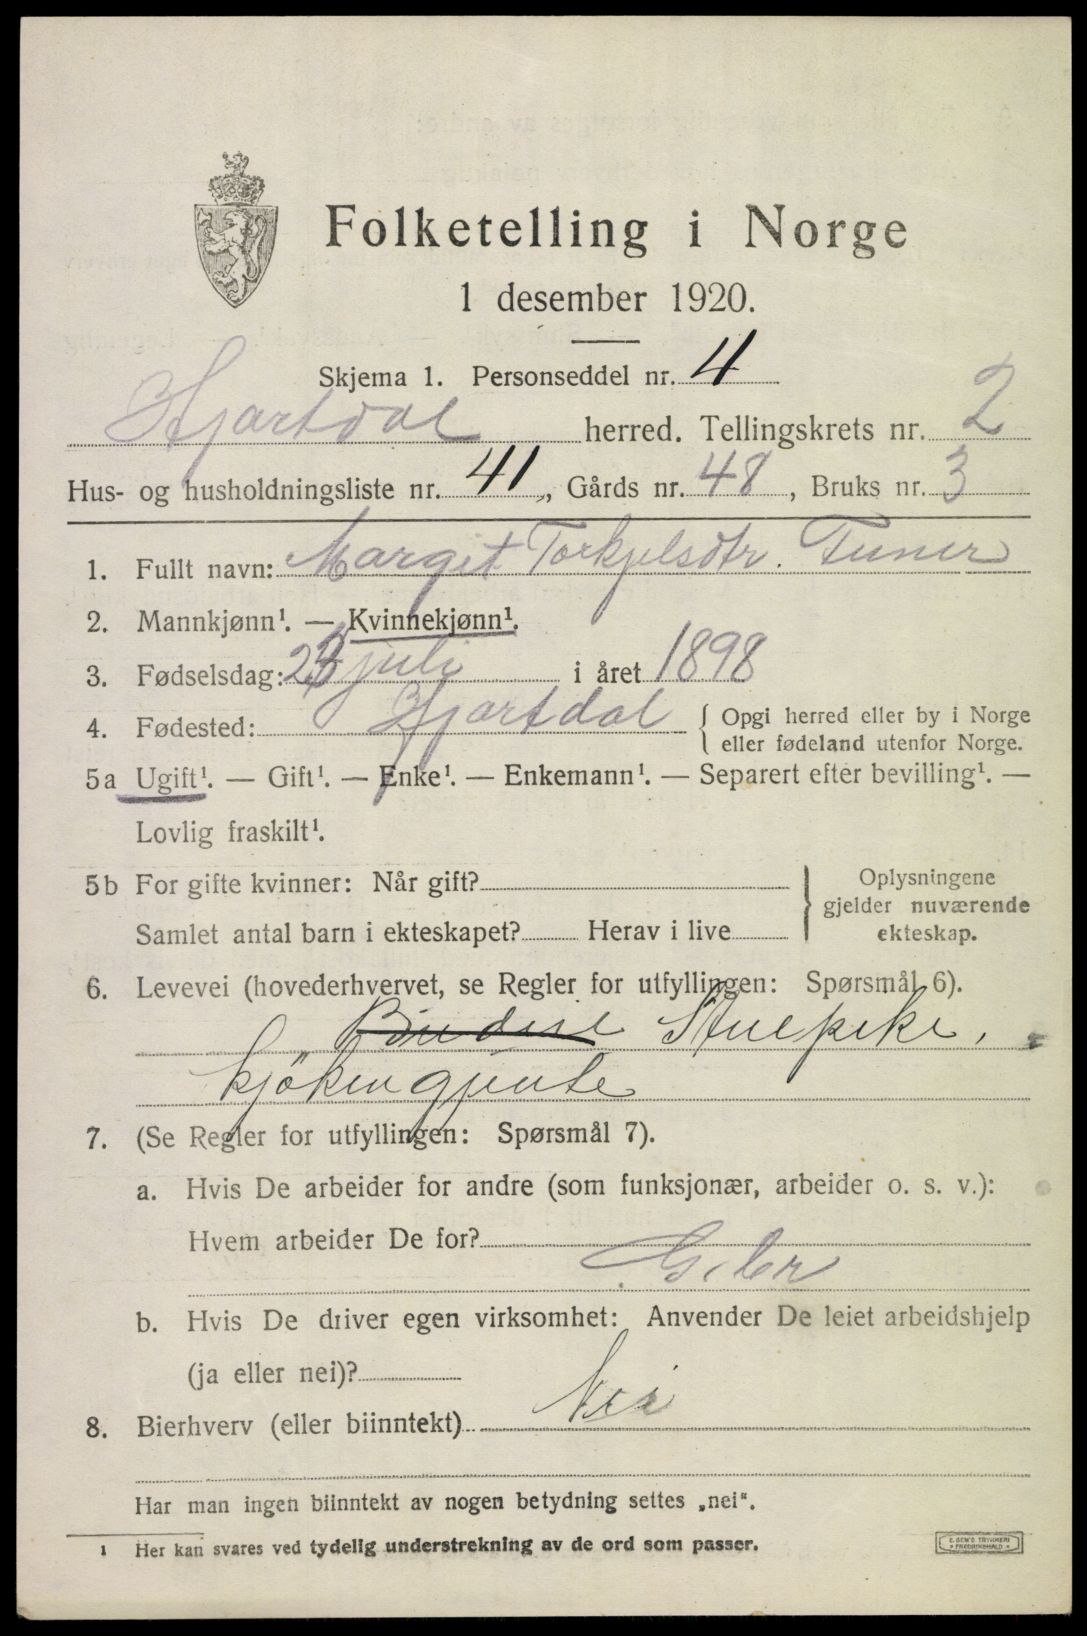 Folketelling i Norge
1 desember 1920.
Skjema 1. Personseddel nr. 4
Hjartdal herred. Tellingskrets nr. 2
Hus- og husholdningsliste nr. 41, Gårds nr. 48, Bruks nr. 3
1. Fullt navn: Margit Torkjelsdtr. Tuner
2. Mannkjønn¹. — Kvinnekjønn¹.
3. Fødselsdag: juli i året 1898
4. Fødested: Hjartdal { Opgi herred eller by i Norge
eller fødeland utenfor Norge.
5a Ugift¹. — Gift¹. — Enke¹. — Enkemann¹. — Separert efter bevilling¹. —
Lovlig fraskilt¹.
5b For gifte kvinner: Når gift? } Oplysningene
gjelder nuværende
Samlet antal barn i ekteskapet? Herav i live ekteskap.
6. Levevei (hovederhvervet, se Regler for utfyllingen: Spørsmål 6).
Budeie Stuepike,
kjökengjente
7. (Se Regler for utfyllingen: Spørsmål 7).
a. Hvis De arbeider for andre (som funksjonær, arbeider o. s. v.):
Hvem arbeider De for?
b. Hvis De driver egen virksomhet: Anvender De leiet arbeidshjelp
(ja eller nei)?
8. Bierhverv (eller biinntekt) Nei
Har man ingen biinntekt av nogen betydning settes „nei".
1 Her kan svares ved tydelig understrekning av de ord som passer.